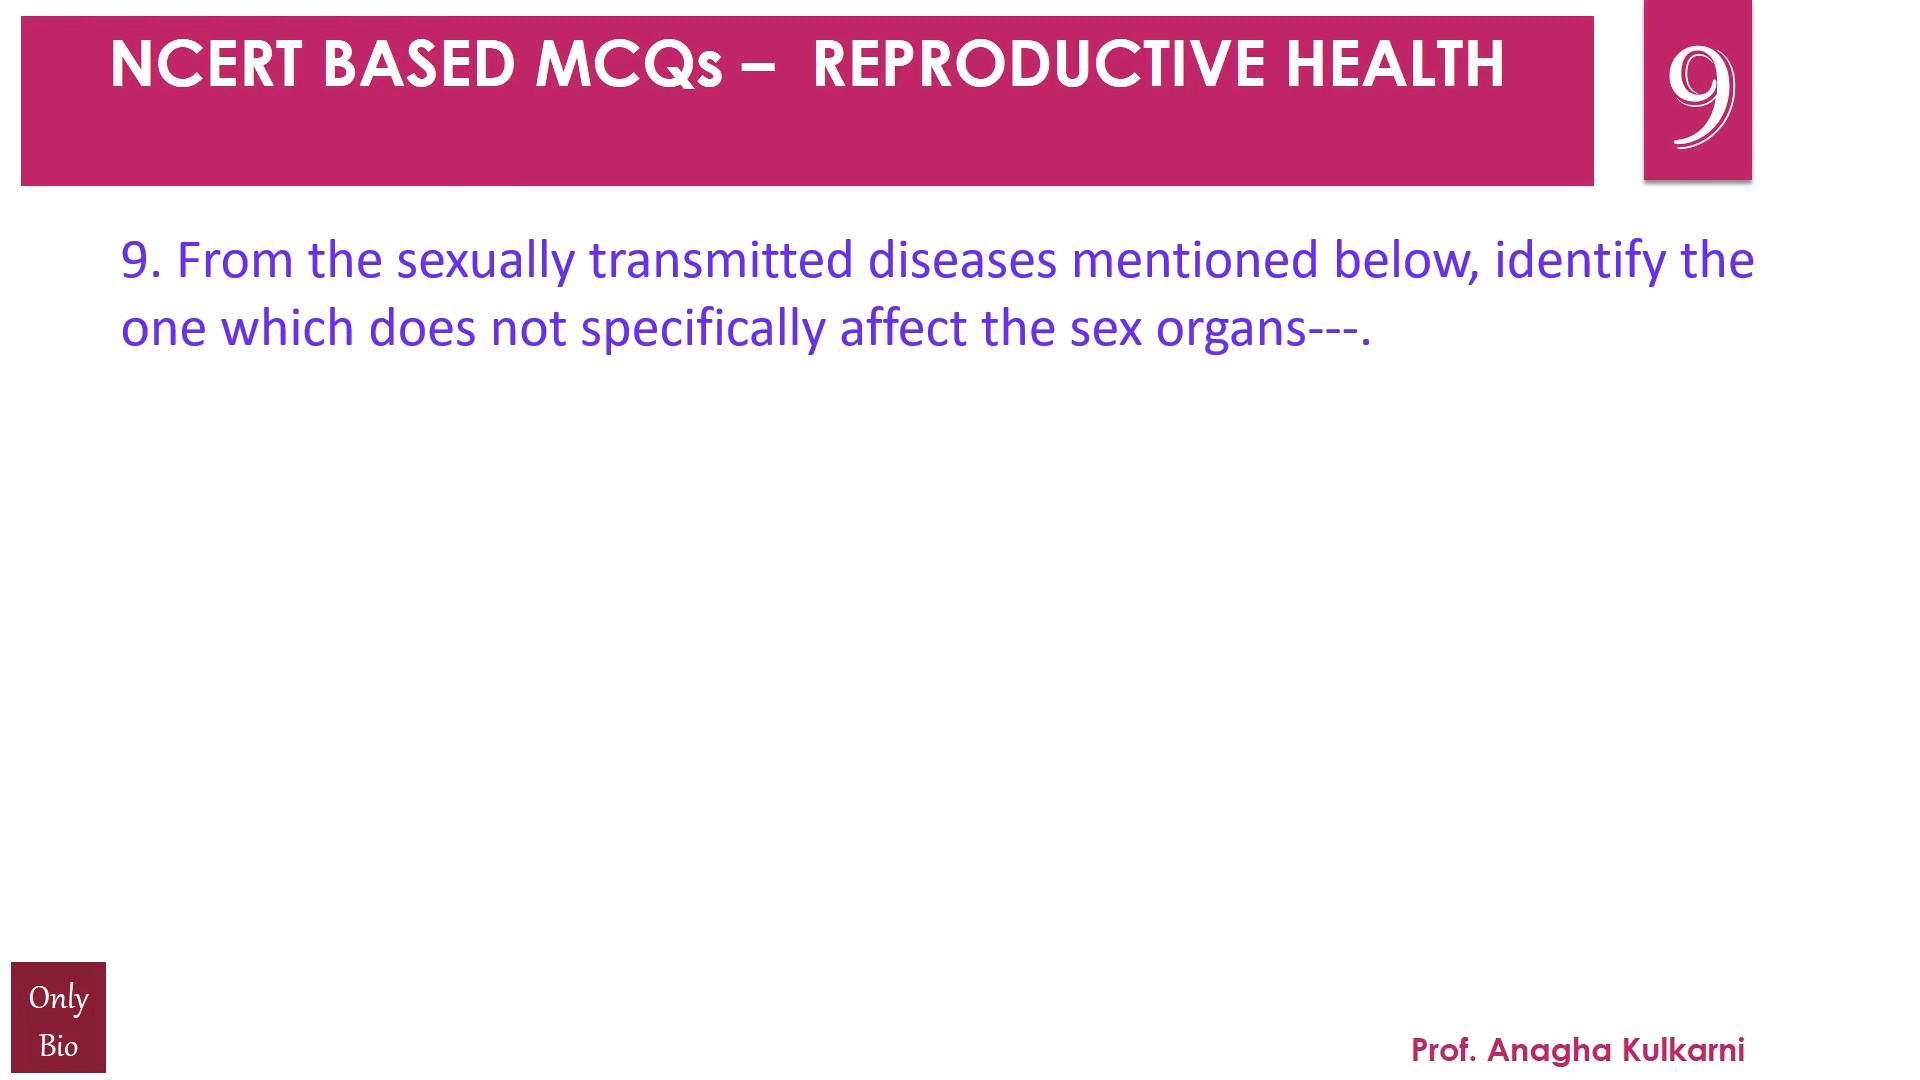 NCERT BASED MCQs – REPRODUCTIVE HEALTH
9
9. From the sexually transmitted diseases mentioned below, identify the
one which does not specifically affect the sex organs---.
Only
Bio
Prof. Anagha Kulkarni